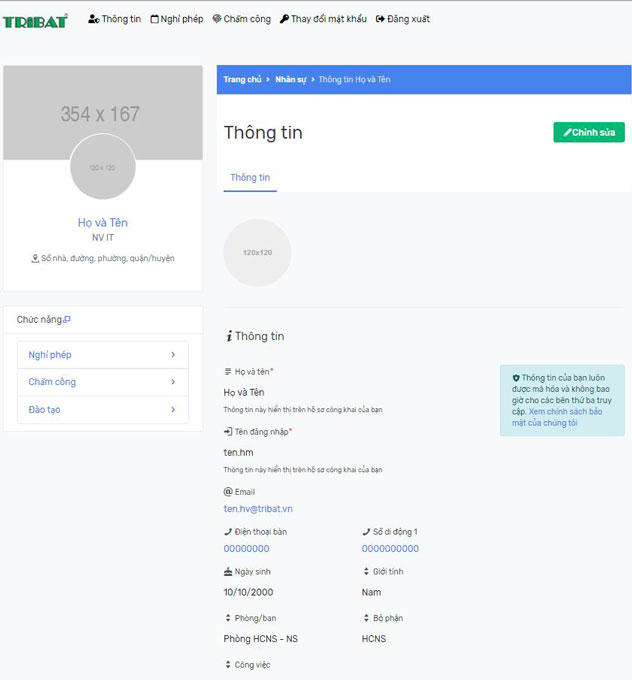 TRIBAT®
Thông tin Nghỉ phép Chấm công Thay đổi mật khẩu Đăng xuất
354 x 167
120 x 120
Họ và Tên
NV IT
Số nhà, đường, phường, quận/huyện
Chức năng
Nghỉ phép
Chấm công
Đào tạo
Trang chủ > Nhân sự > Thông tin Họ và Tên
Thông tin
Chỉnh sửa
Thông tin
120x120
Thông tin
Họ và tên*
Họ và Tên
Thông tin này hiển thị trên hồ sơ công khai của bạn
Tên đăng nhập*
ten.hm
Thông tin này hiển thị trên hồ sơ công khai của bạn
Email
ten.hv@tribat.vn
Điện thoại bàn Số di động 1
00000000 0000000000
Ngày sinh Giới tính
10/10/2000 Nam
Phòng/ban Bộ phận
Phòng HCNS - NS HCNS
Công việc
Thông tin của bạn luôn
được mã hóa và không bao
giờ cho các bên thứ ba truy
cập. Xem chính sách bảo
mật của chúng tôi